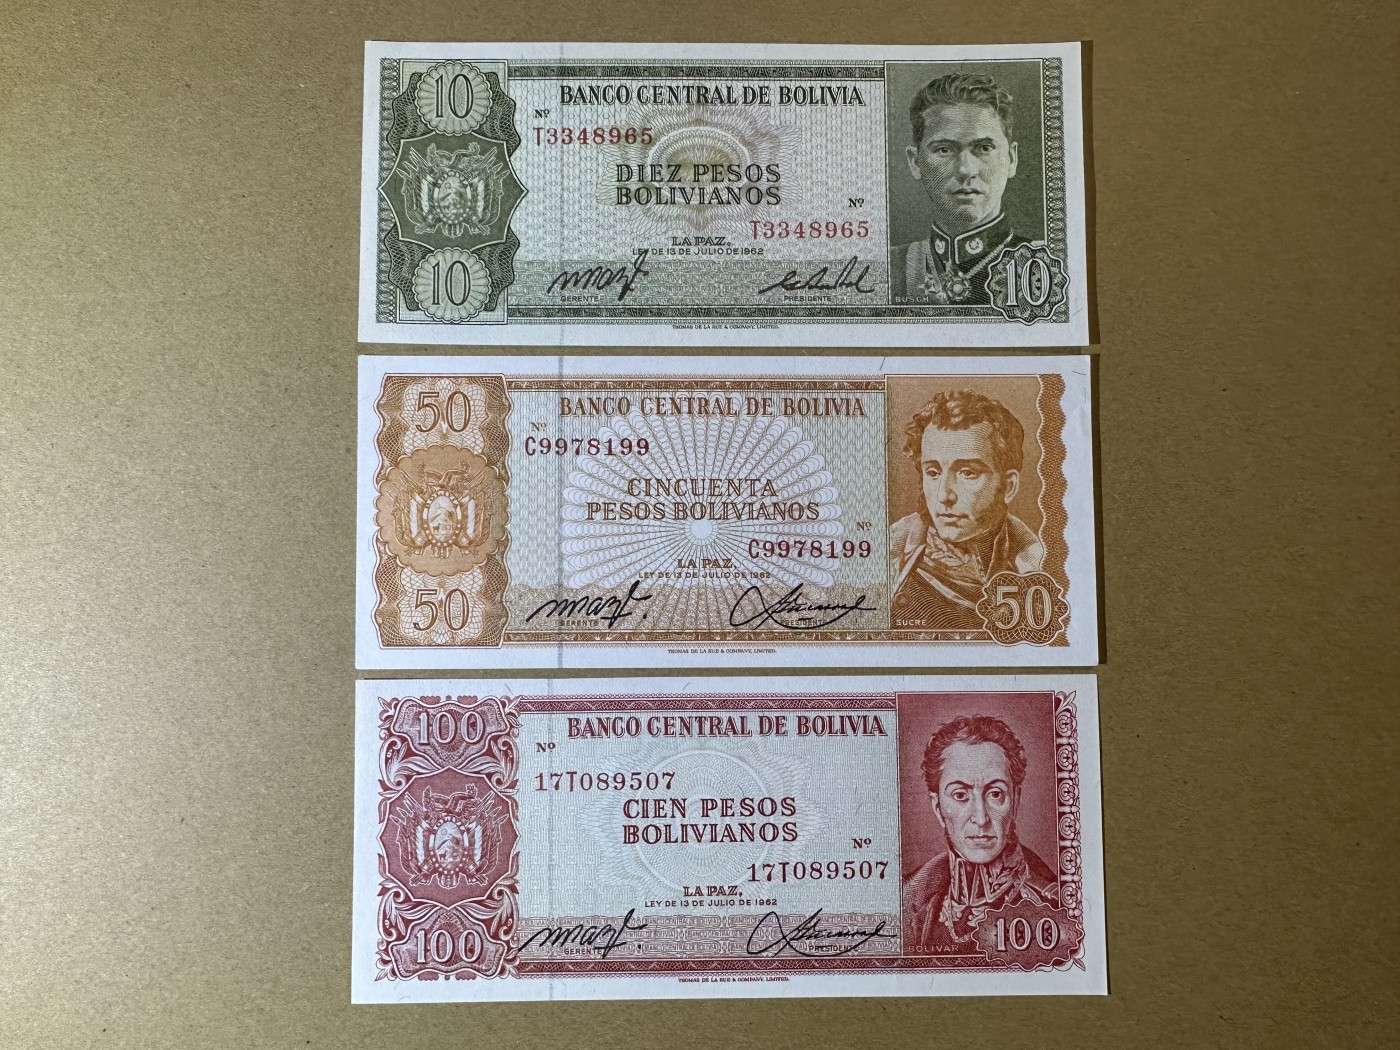 10
BANCO CENTRAL DE BOLIVIA
Nº
T3348965
DIEZ PESOS
BOLIVIANOS
Nº
T3348965
LA PAZ,
LEY DE 13 DE JULIO DE 1962
10
GERENTE
PRESIDENTE
BUSCH
10
THOMAS DE LA RUE & COMPANY, LIMITED.
50
BANCO CENTRAL DE BOLIVIA
Nº
C9978199
CINCUENTA
PESOS BOLIVIANOS
Nº
C9978199
LA PAZ,
LEY DE 13 DE JULIO DE 1962
50
GERENTE
PRESIDENTE
SUCRE
50
THOMAS DE LA RUE & COMPANY, LIMITED.
100
BANCO CENTRAL DE BOLIVIA
Nº
17T089507
CIEN PESOS
BOLIVIANOS
Nº
17T089507
LA PAZ,
LEY DE 13 DE JULIO DE 1962
100
GERENTE
PRESIDENTE
BOLIVAR
100
THOMAS DE LA RUE & COMPANY, LIMITED.